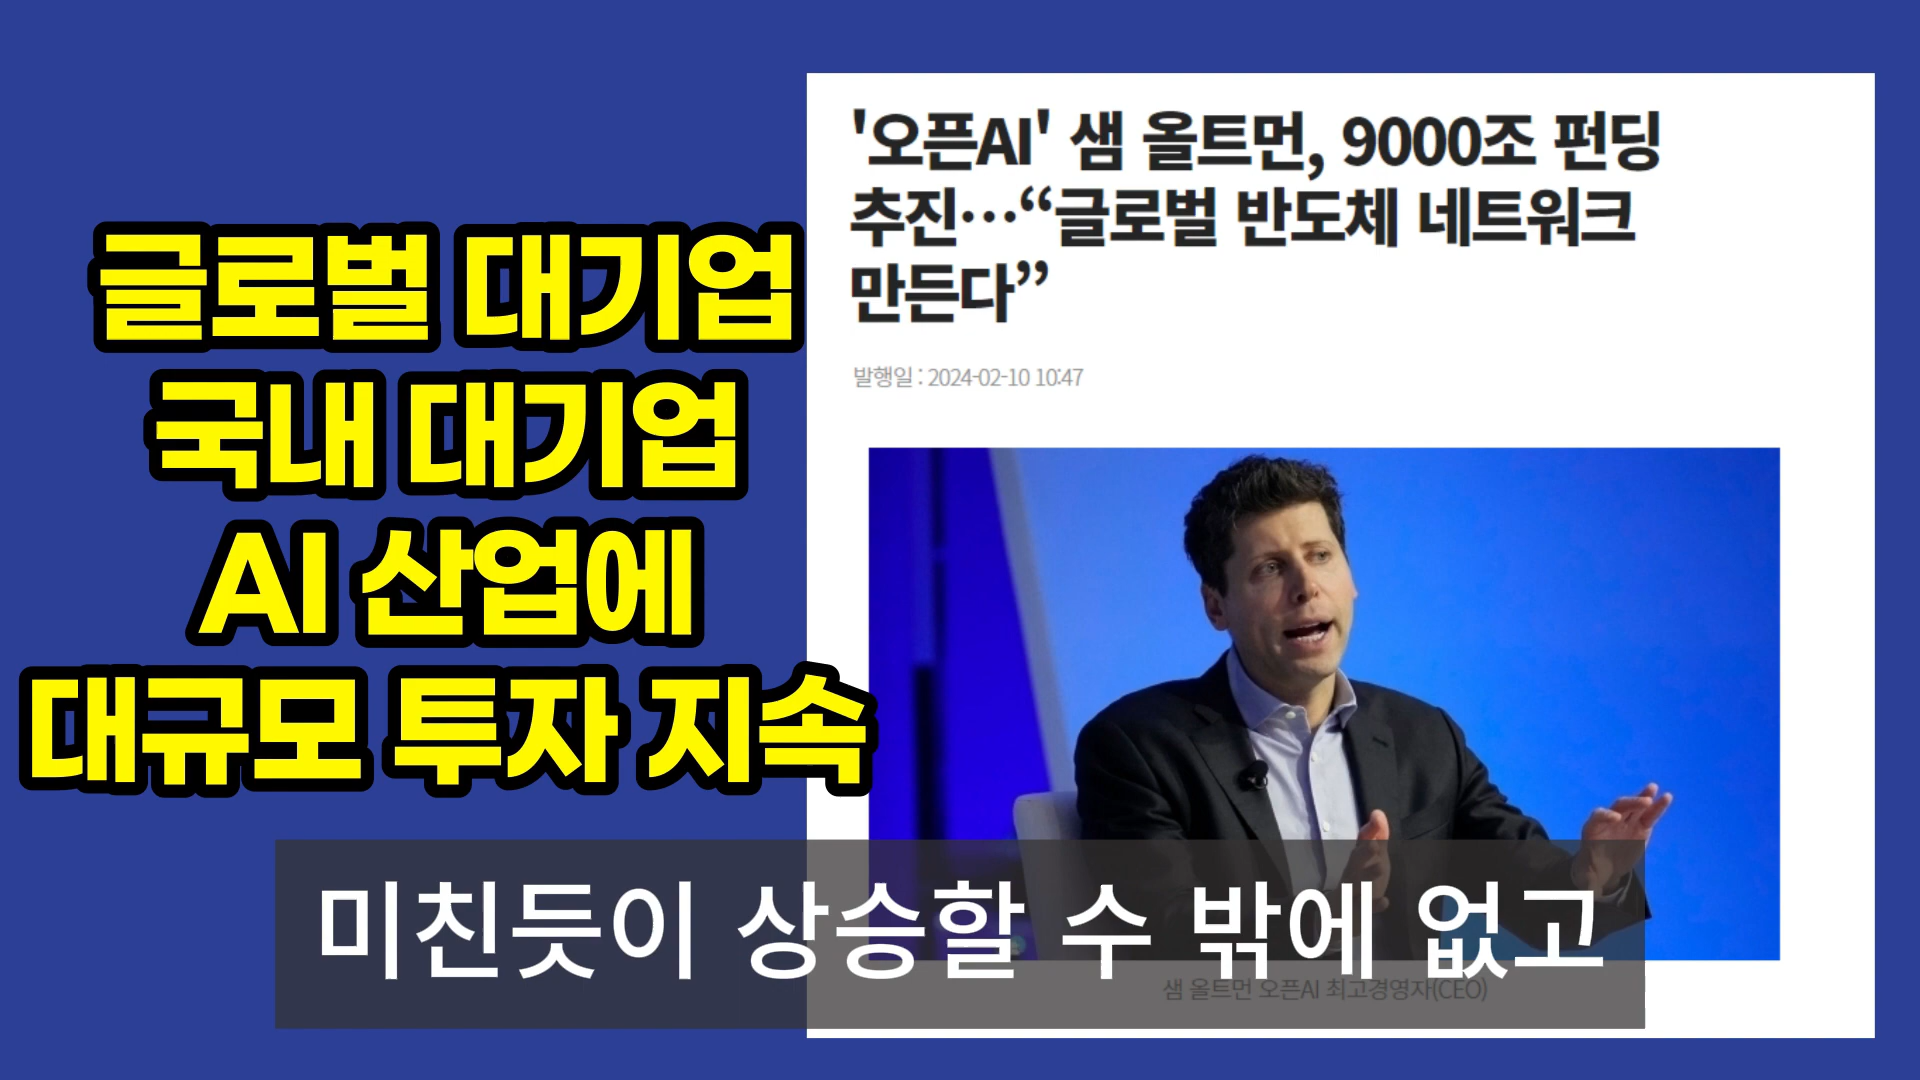 글로벌 대기업
국내 대기업
AI 산업에
대규모 투자 지속
'오픈AI' 샘 올트먼, 9000조 펀딩
추진…“글로벌 반도체 네트워크
만든다”
발행일 : 2024-02-10 10:47
샘 올트먼 오픈AI 최고경영자(CEO)
미친듯이 상승할 수 밖에 없고